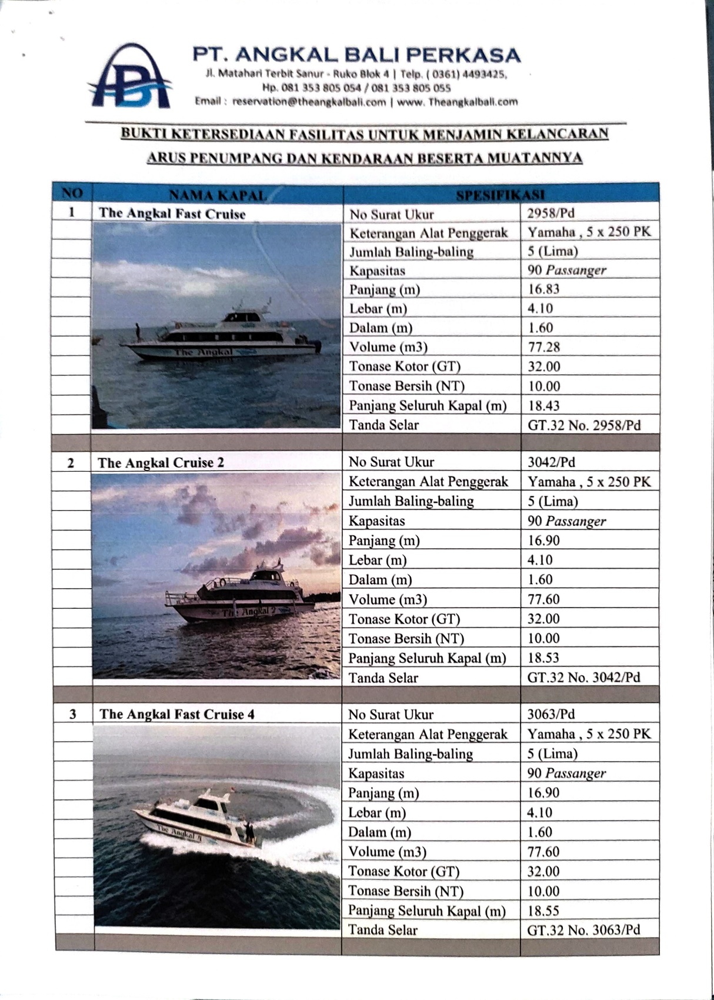 ABA
PT. ANGKAL BALI PERKASA
Jl. Matahari Terbit Sanur - Ruko Blok 4 | Telp. ( 0361) 4493425,
Hp. 081 353 805 054 / 081 353 805 055
Email : reservation@theangkalbali.com | www. Theangkalbali.com
BUKTI KETERSEDIAAN FASILITAS UNTUK MENJAMIN KELANCARAN
ARUS PENUMPANG DAN KENDARAAN BESERTA MUATANNYA
NO NAMA KAPAL SPESIFIKASI
1 The Angkal Fast Cruise No Surat Ukur 2958/Pd
Keterangan Alat Penggerak Yamaha , 5 x 250 PK
Jumlah Baling-baling 5 (Lima)
Kapasitas 90 Passanger
Panjang (m) 16.83
Lebar (m) 4.10
Dalam (m) 1.60
Volume (m3) 77.28
The Angkal
Tonase Kotor (GT) 32.00
Tonase Bersih (NT) 10.00
Panjang Seluruh Kapal (m) 18.43
Tanda Selar GT.32 No. 2958/Pd
2 The Angkal Cruise 2 No Surat Ukur 3042/Pd
Keterangan Alat Penggerak Yamaha , 5 x 250 PK
Jumlah Baling-baling 5 (Lima)
Kapasitas 90 Passanger
Panjang (m) 16.90
Lebar (m) 4.10
Dalam (m) 1.60
Volume (m3) 77.60
The Angkal 2
Tonase Kotor (GT) 32.00
Tonase Bersih (NT) 10.00
Panjang Seluruh Kapal (m) 18.53
Tanda Selar GT.32 No. 3042/Pd
3 The Angkal Fast Cruise 4 No Surat Ukur 3063/Pd
Keterangan Alat Penggerak Yamaha , 5 x 250 PK
Jumlah Baling-baling 5 (Lima)
Kapasitas 90 Passanger
Panjang (m) 16.90
Lebar (m) 4.10
Dalam (m) 1.60
The Angkal 4
Volume (m3) 77.60
Tonase Kotor (GT) 32.00
Tonase Bersih (NT) 10.00
Panjang Seluruh Kapal (m) 18.55
Tanda Selar GT.32 No. 3063/Pd